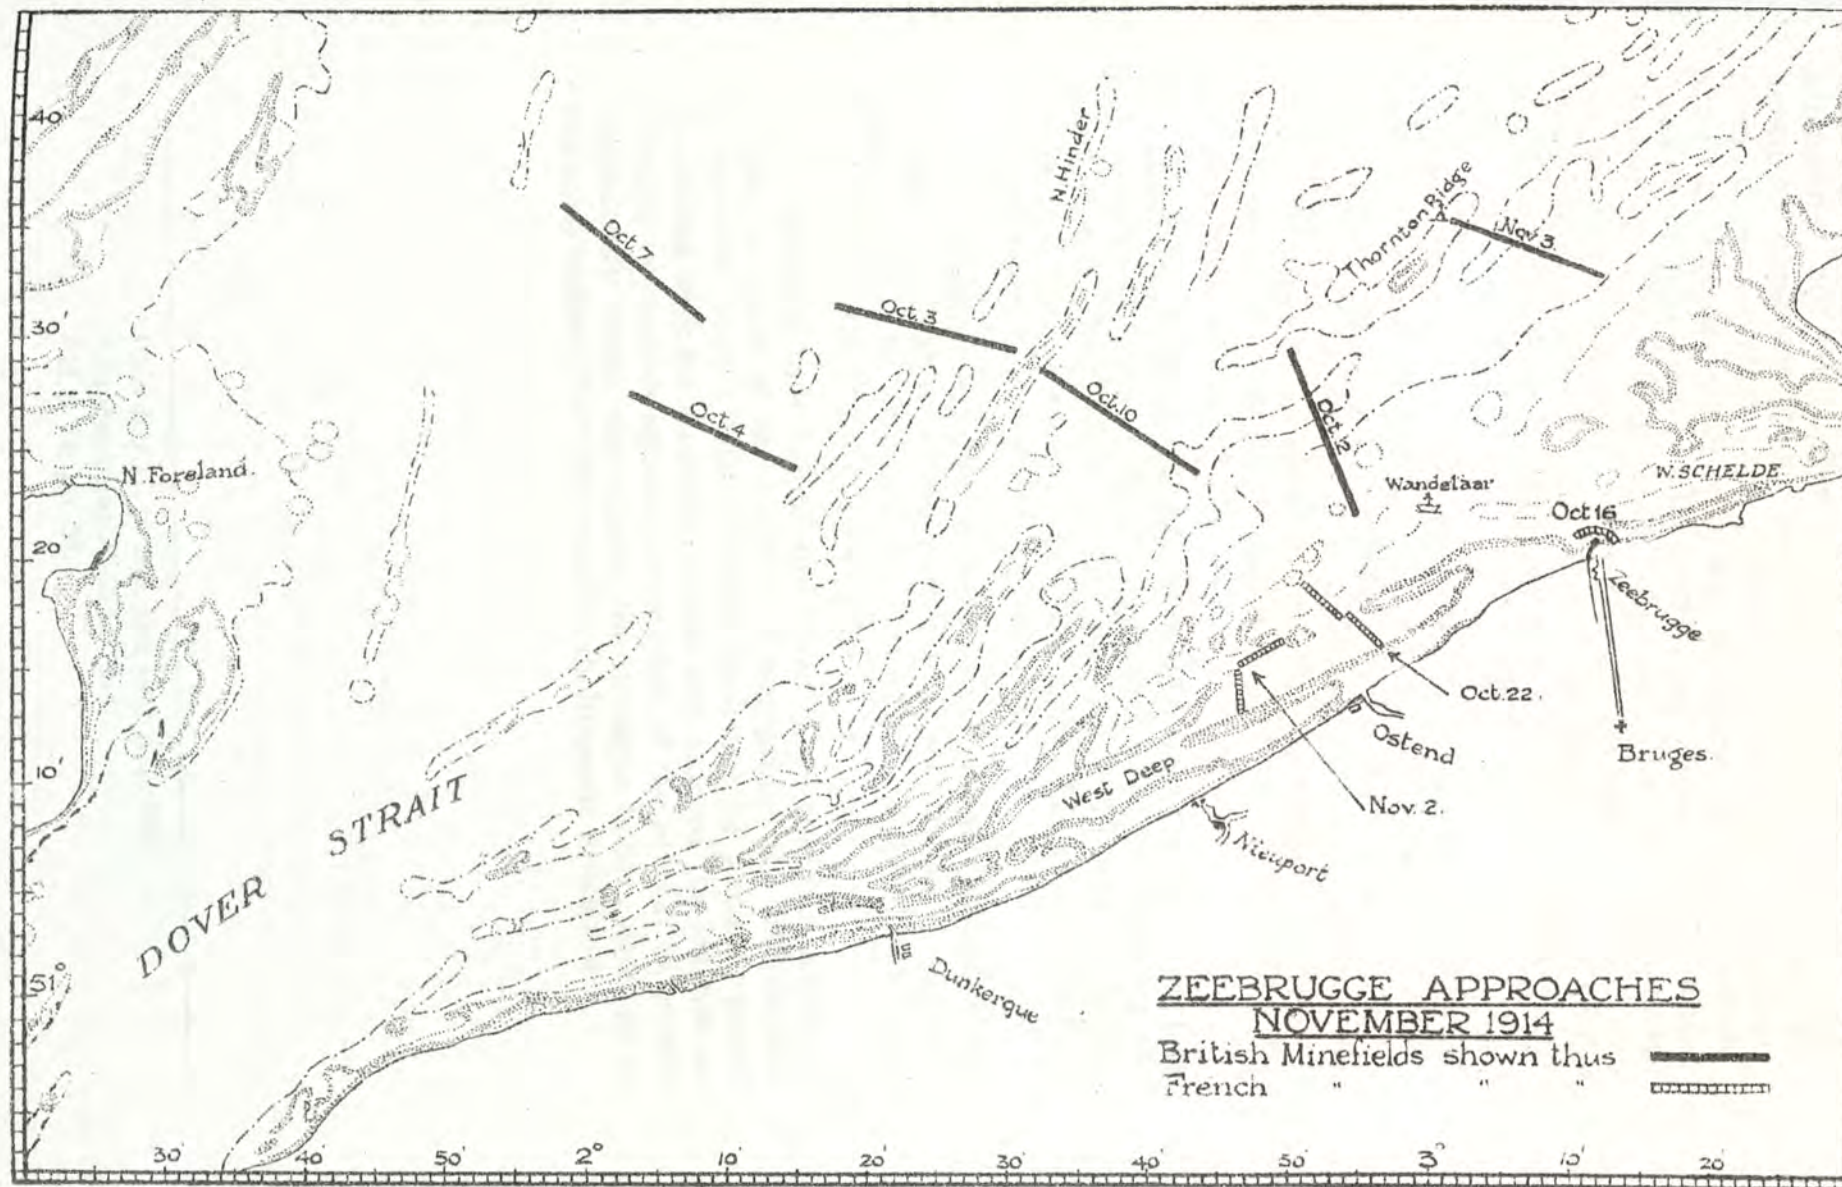 40'
30'
20'
10'
51°
N. Foreland.
DOVER STRAIT
Oct. 7
Oct. 3
Oct. 4
Oct. 10
Oct. 2
Nov. 3.
N. Hinder
Thornton Ridge
Wandelaar
W. SCHELDE.
Oct 16
Zeebrugge
Bruges.
Oct. 22.
Ostend
Nov. 2.
West Deep
Nieuport
Dunkerque
ZEEBRUGGE APPROACHES
NOVEMBER 1914
British Minefields shown thus
French " " "
30' 40' 50' 2° 10' 20' 30' 40' 50' 3° 10' 20'